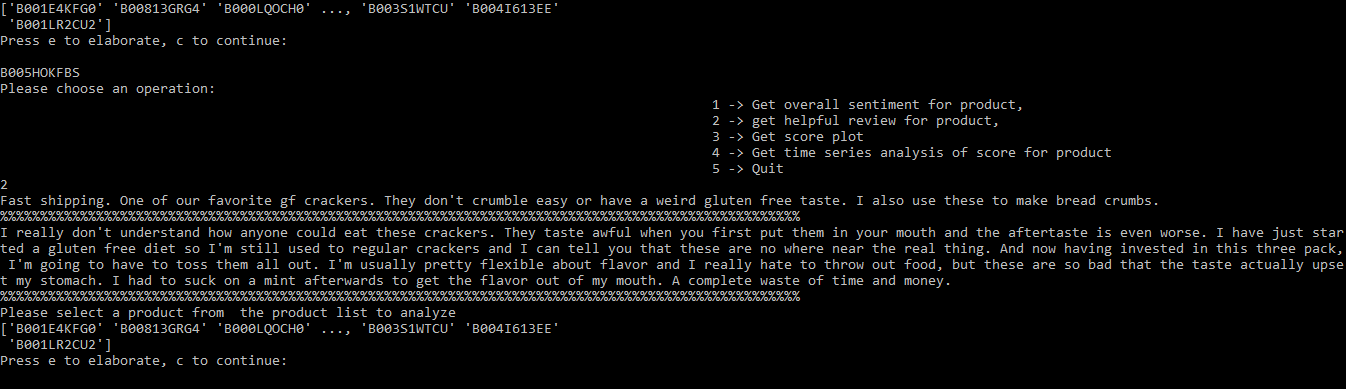 ['B001E4KFG0' 'B00813GRG4' 'B000LQOCH0' ..., 'B003S1WTCU' 'B004I613EE'
 'B001LR2CU2']
Press e to elaborate, c to continue:
B005HOKFBS
Please choose an operation:
1 -> Get overall sentiment for product,
2 -> get helpful review for product,
3 -> Get score plot
4 -> Get time series analysis of score for product
5 -> Quit
2
Fast shipping. One of our favorite gf crackers. They don't crumble easy or have a weird gluten free taste. I also use these to make bread crumbs.
%%%%%%%%%%%%%%%%%%%%%%%%%%%%%%%%%%%%%%%%%%%%%%%%%%%%%%%%%%%%%%%%%%%%%%%%%%%%%%%%%%%%%%%%%%%%%%%%%%%%%%
I really don't understand how anyone could eat these crackers. They taste awful when you first put them in your mouth and the aftertaste is even worse. I have just star
ted a gluten free diet so I'm still used to regular crackers and I can tell you that these are no where near the real thing. And now having invested in this three pack,
 I'm going to have to toss them all out. I'm usually pretty flexible about flavor and I really hate to throw out food, but these are so bad that the taste actually upse
t my stomach. I had to suck on a mint afterwards to get the flavor out of my mouth. A complete waste of time and money.
%%%%%%%%%%%%%%%%%%%%%%%%%%%%%%%%%%%%%%%%%%%%%%%%%%%%%%%%%%%%%%%%%%%%%%%%%%%%%%%%%%%%%%%%%%%%%%%%%%%%%%
Please select a product from  the product list to analyze
['B001E4KFG0' 'B00813GRG4' 'B000LQOCH0' ..., 'B003S1WTCU' 'B004I613EE'
 'B001LR2CU2']
Press e to elaborate, c to continue: